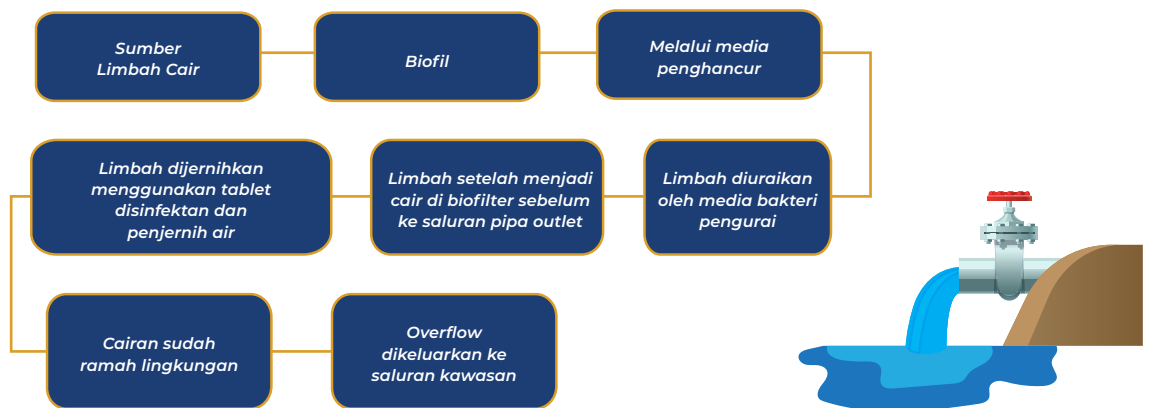 Sumber
Limbah Cair
Biofil
Melalui media
penghancur
Limbah diuraikan
oleh media bakteri
pengurai
Limbah setelah menjadi
cair di biofilter sebelum
ke saluran pipa outlet
Limbah dijernihkan
menggunakan tablet
disinfektan dan
penjernih air
Cairan sudah
ramah lingkungan
Overflow
dikeluarkan ke
saluran kawasan